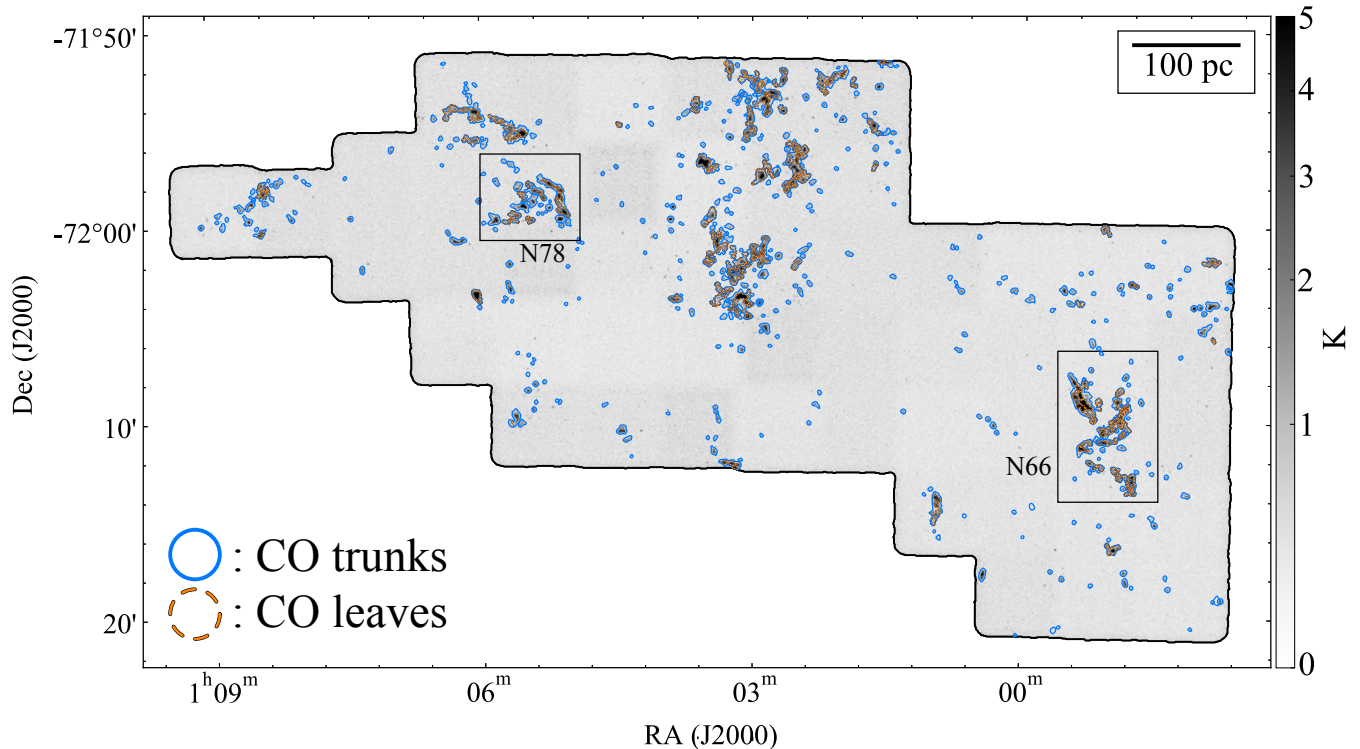 -71°50'
-72°00'
10'
20'
Dec (J2000)
1ʰ09ᵐ
06ᵐ
03ᵐ
00ᵐ
RA (J2000)
100 pc
N78
N66
: CO trunks
: CO leaves
5
4
3
2
1
0
K